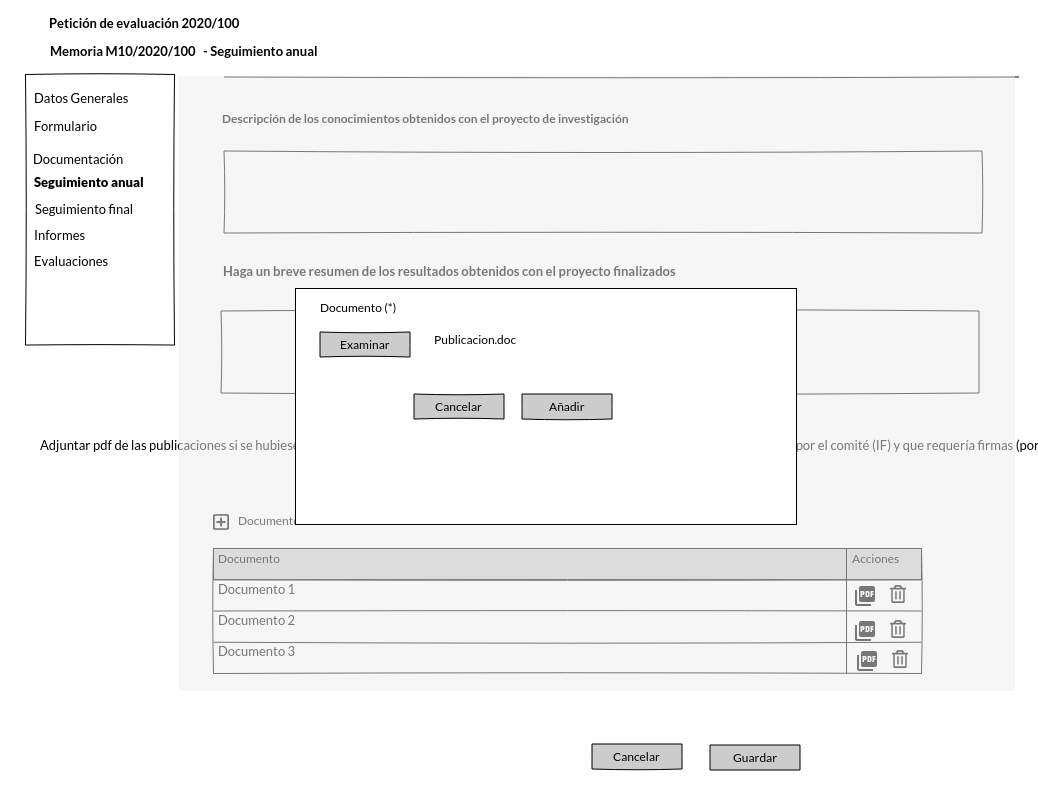 Petición de evaluación 2020/100
Memoria M10/2020/100 - Seguimiento anual
Datos Generales
Formulario
Documentación
Seguimiento anual
Seguimiento final
Informes
Evaluaciones
Descripción de los conocimientos obtenidos con el proyecto de investigación
Haga un breve resumen de los resultados obtenidos con el proyecto finalizados
Documento (*)
Examinar
Publicacion.doc
Cancelar
Añadir
Adjuntar pdf de las publicaciones si se por el comité (IF) y que requería firmas (por
Documento
Documento
Acciones
Documento 1
PDF
Documento 2
PDF
Documento 3
PDF
Cancelar
Guardar